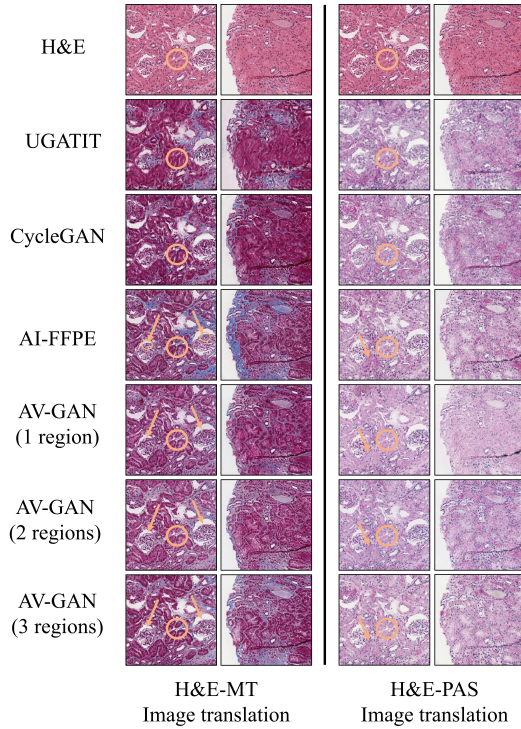 H&E
UGATIT
CycleGAN
AI-FFPE
AV-GAN
(1 region)
AV-GAN
(2 regions)
AV-GAN
(3 regions)
H&E-MT
Image translation
H&E-PAS
Image translation